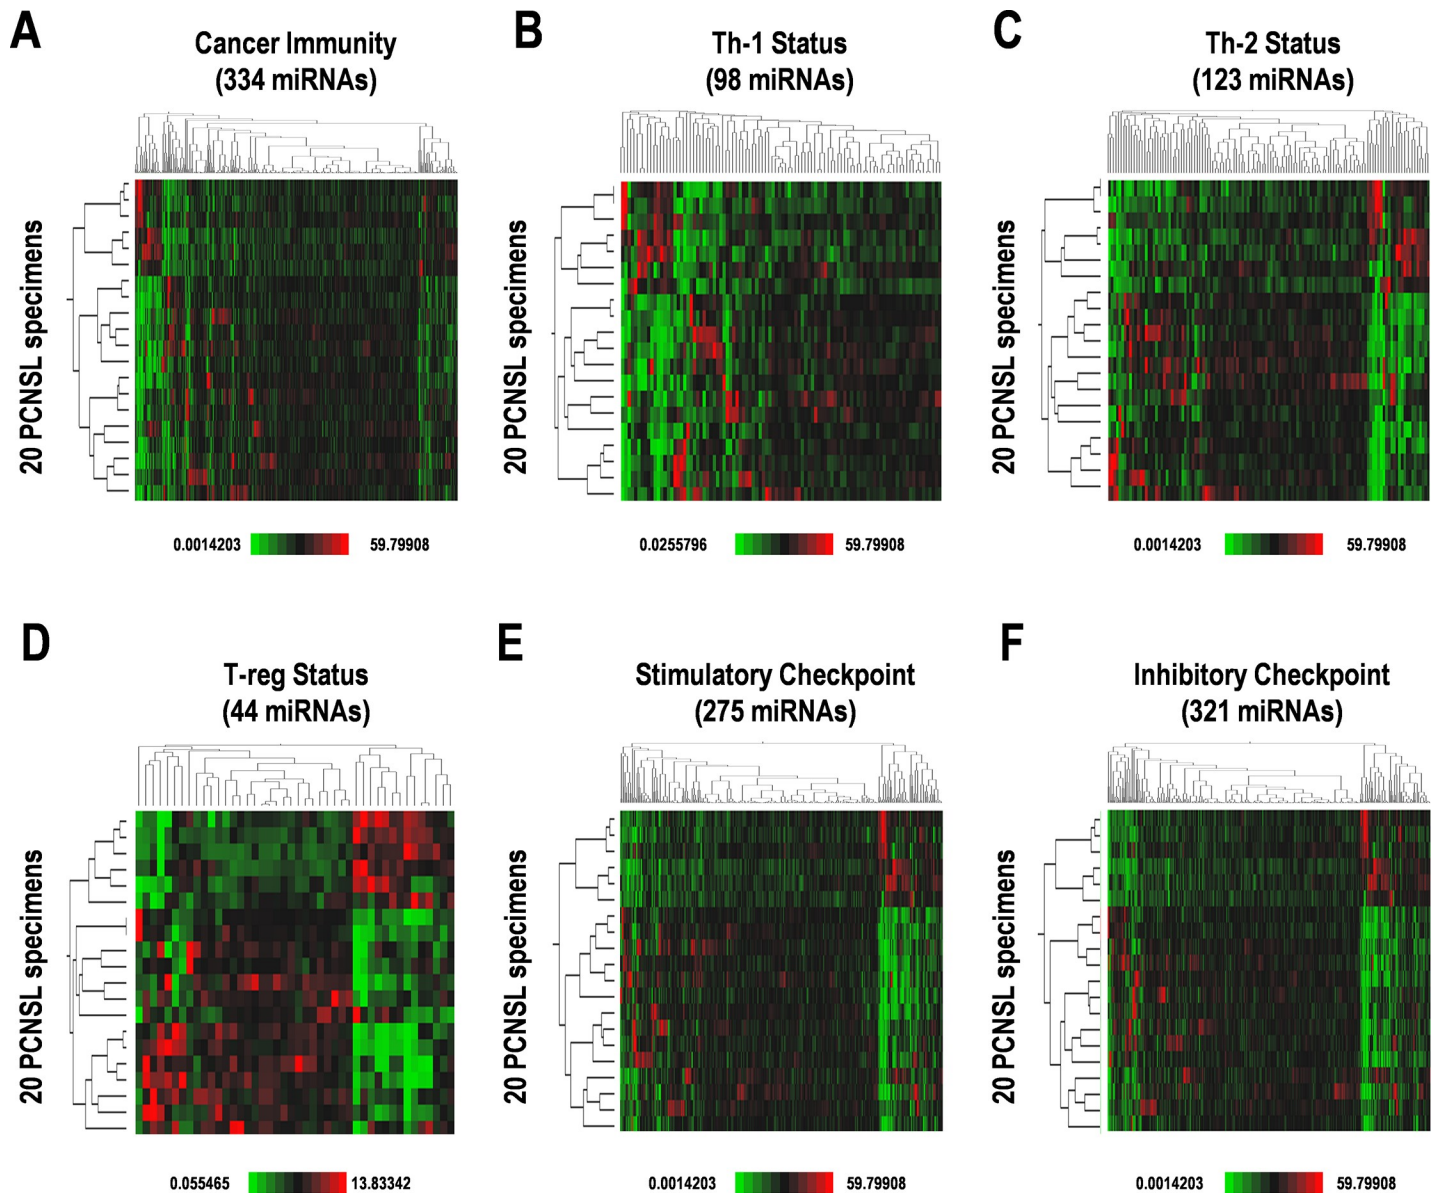 A
Cancer Immunity
(334 miRNAs)
20 PCNSL specimens
0.0014203
59.79908
B
Th-1 Status
(98 miRNAs)
20 PCNSL specimens
0.0255796
59.79908
C
Th-2 Status
(123 miRNAs)
20 PCNSL specimens
0.0014203
59.79908
D
T-reg Status
(44 miRNAs)
20 PCNSL specimens
0.055465
13.83342
E
Stimulatory Checkpoint
(275 miRNAs)
20 PCNSL specimens
0.0014203
59.79908
F
Inhibitory Checkpoint
(321 miRNAs)
20 PCNSL specimens
0.0014203
59.79908